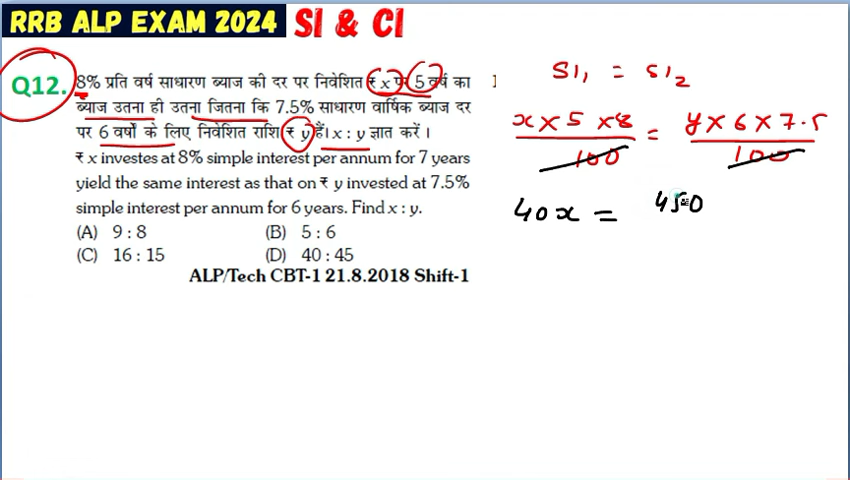 RRB ALP EXAM 2024 SI & CI
Q12. 8% प्रति वर्ष साधारण ब्याज की दर पर निवेशित ₹ x पर 5 वर्ष का
ब्याज उतना ही उतना जितना कि 7.5% साधारण वार्षिक ब्याज दर
पर 6 वर्षों के लिए निवेशित राशि ₹ y हैं। x : y ज्ञात करें ।
₹ x invests at 8% simple interest per annum for 7 years
yield the same interest as that on ₹ y invested at 7.5%
simple interest per annum for 6 years. Find x : y.
(A) 9 : 8 (B) 5 : 6
(C) 16 : 15 (D) 40 : 45
ALP/Tech CBT-1 21.8.2018 Shift-1
SI₁ = SI₂
x × 5 × 8 = y × 6 × 7.5
100 100
40x = 450